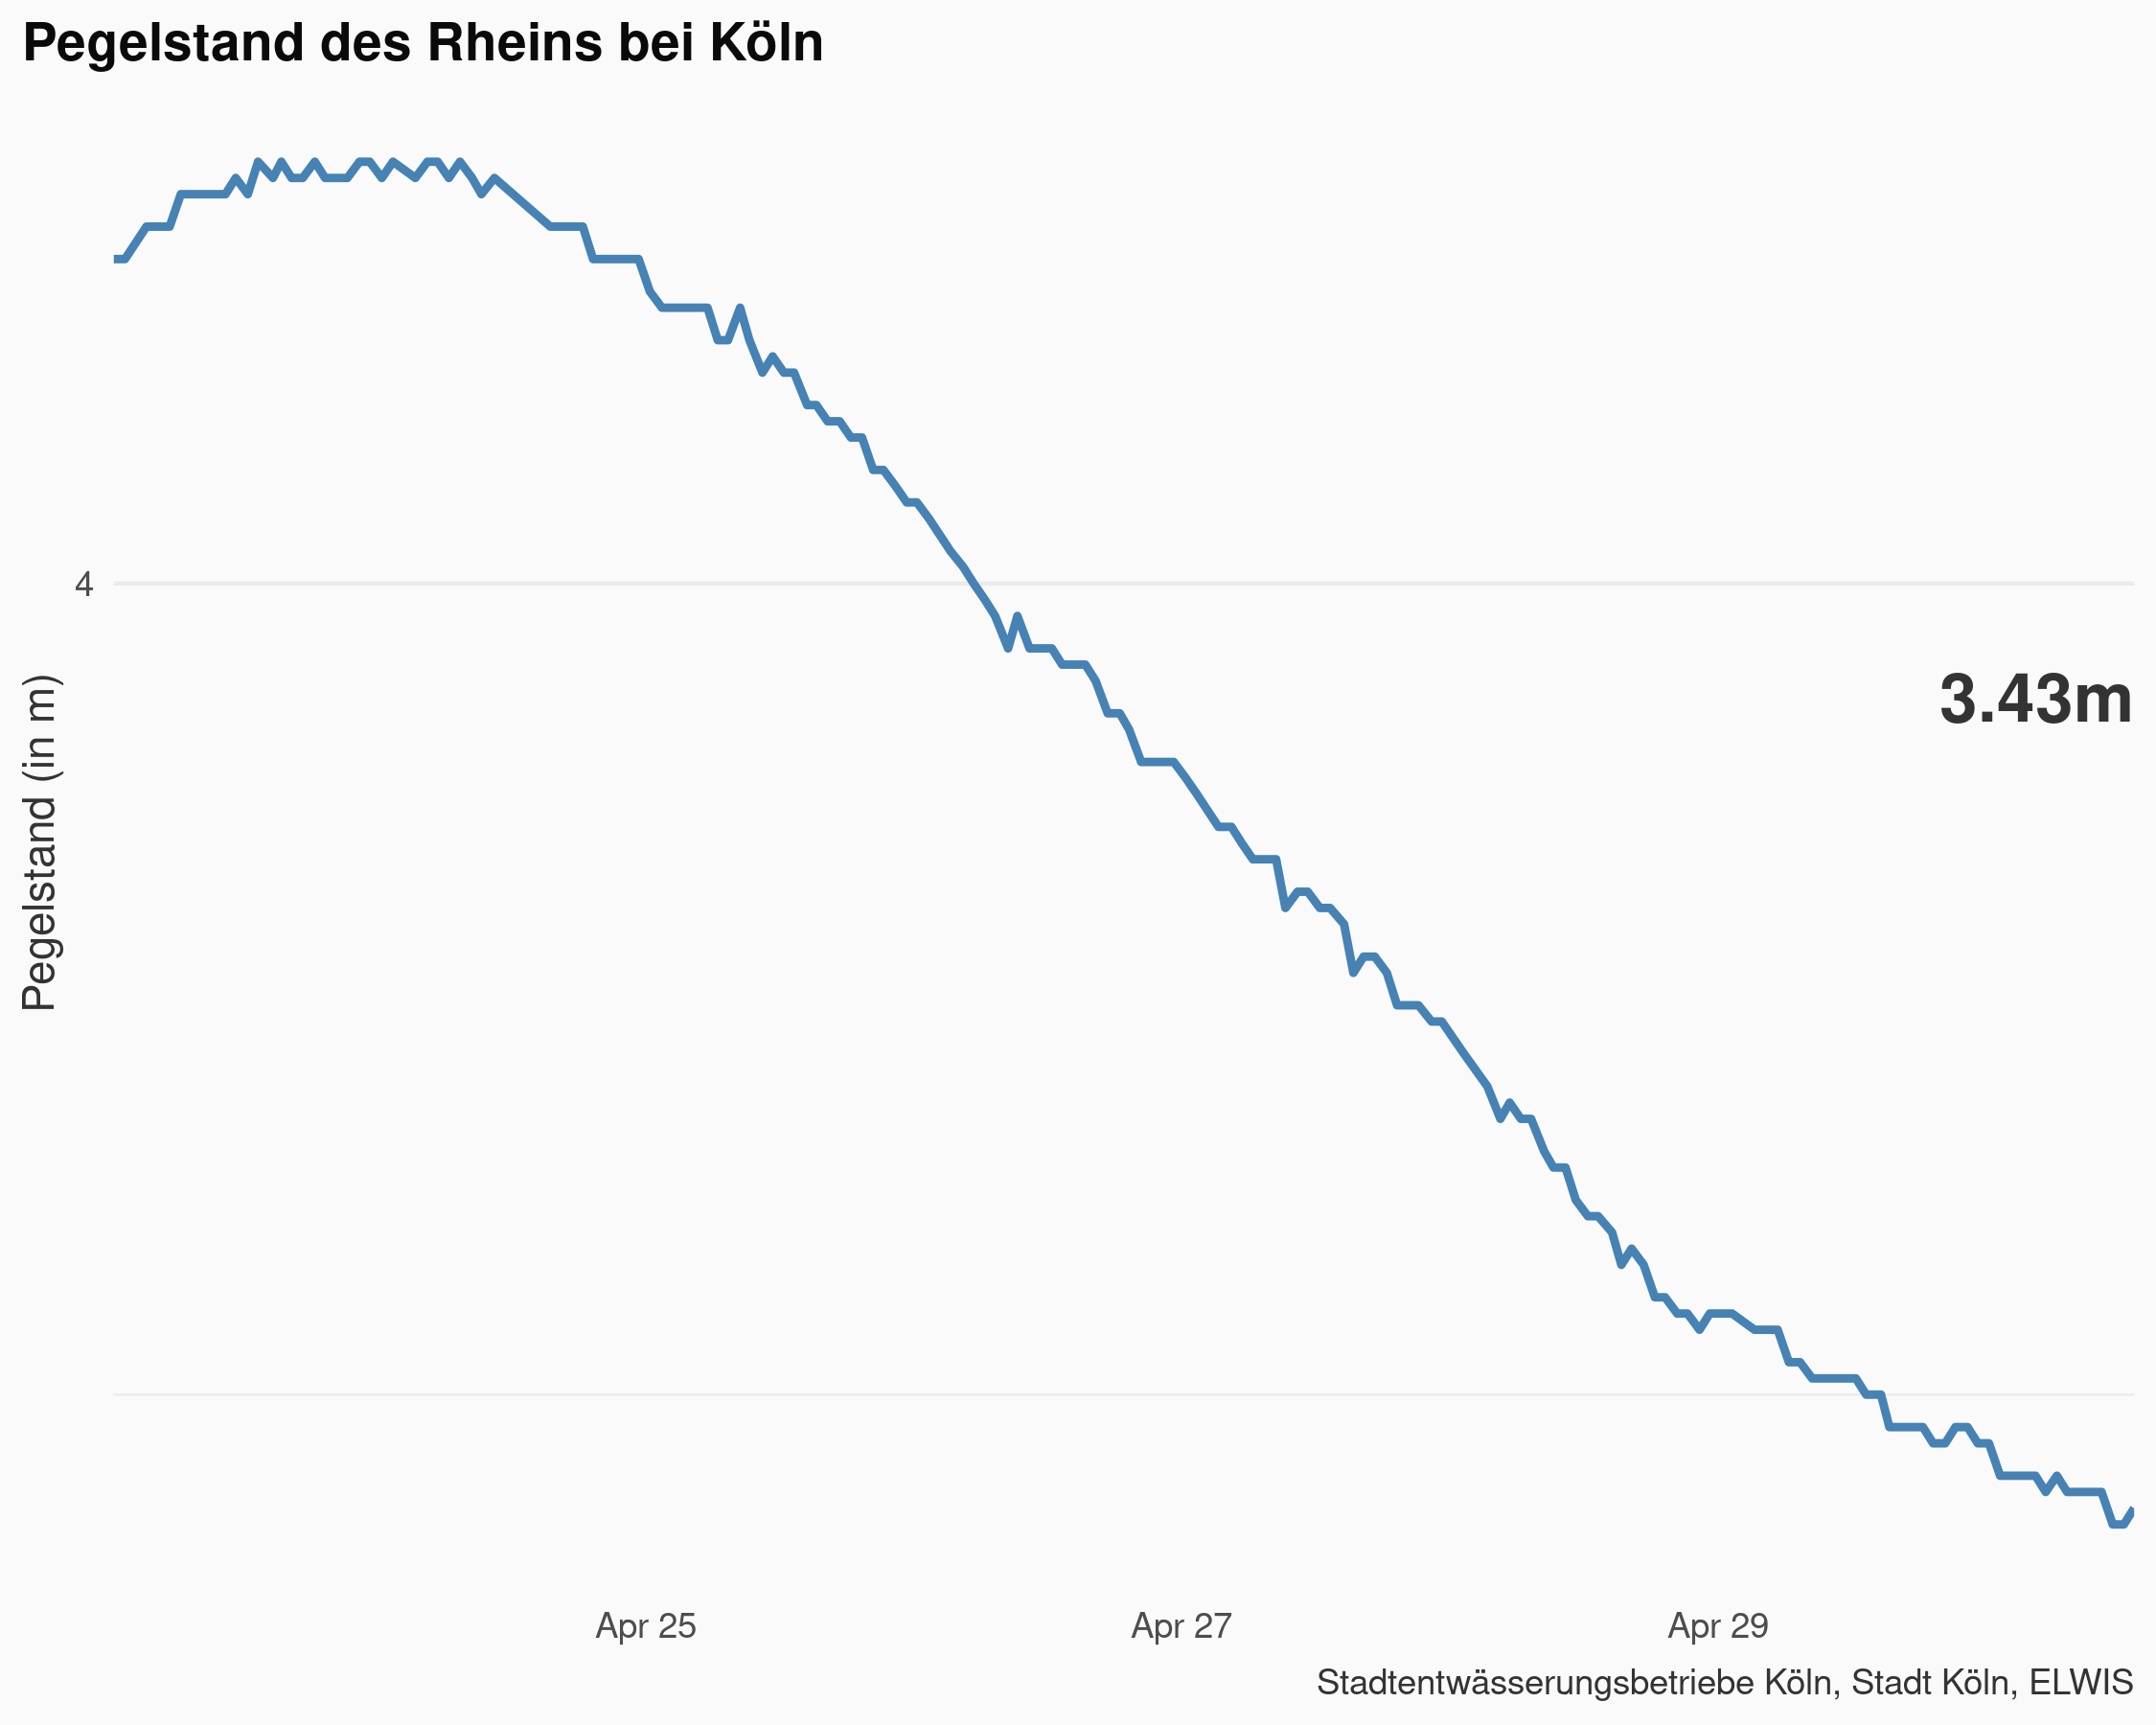 Pegelstand des Rheins bei Köln
4
Pegelstand (in m)
3.43m
Apr 25
Apr 27
Apr 29
Stadtentwässerungsbetriebe Köln, Stadt Köln, ELWIS